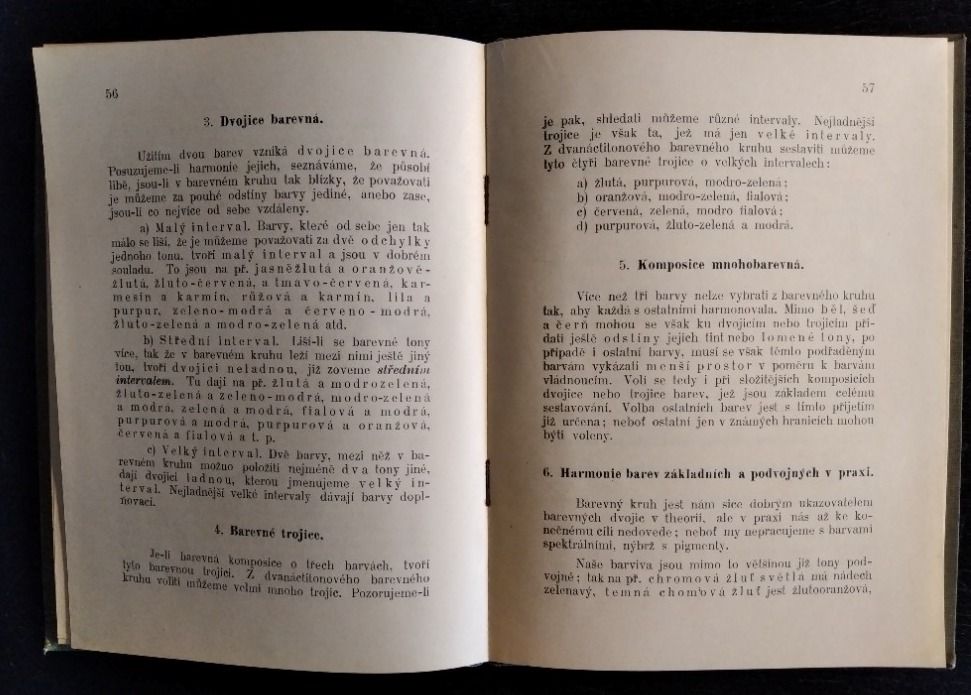 56
3. Dvojice barevná.
Užitím dvou barev vzniká dvojice barevná.
Posuzujeme-li harmonie jejich, seznáváme, že působí
libě, jsou-li v barevném kruhu tak blízky, že považovati
je můžeme za pouhé odstíny barvy jediné, anebo zase,
jsou-li co nejvíce od sebe vzdáleny.
a) Malý interval. Barvy, které od sebe jen tak
málo se liší, že je můžeme považovati za dvě odchylky
jednoho tonu, tvoří malý interval a jsou v dobrém
souladu. To jsou na př. jasněžlutá a oranžově-
žlutá, žluto-červená, a tmavo-červená, kar-
mesin a karmín, růžová a karmín, lila a
purpur, zeleno-modrá a červeno-modrá,
žluto-zelená a modro-zelená atd.
b) Střední interval. Liší-li se barevné tony
více, tak že v barevném kruhu leží mezi nimi ještě jiný
ton, tvoří dvojici neladnou, již zoveme středním
intervalem. Tu dají na př. žlutá a modrozelená,
žluto-zelená a zeleno-modrá, modro-zelená
a modrá, zelená a modrá, fialová a modrá,
purpurová a modrá, purpurová a oranžová,
červená a fialová a t. p.
c) Velký interval. Dvě barvy, mezi něž v ba-
revném kruhu možno položiti nejméně dva tony jiné,
dají dvojici ladnou, kterou jmenujeme velký in-
terval. Nejladnější velké intervaly dávají barvy dopl-
ňovací.
4. Barevné trojice.
Je-li barevná komposice o třech barvách, tvoří
tyto barevnou trojici. Z dvanáctitonového barevného
kruhu voliti můžeme velmi mnoho trojic. Pozorujeme-li
57
je pak, shledati můžeme různé intervaly. Nejladnější
trojice je však ta, jež má jen velké intervaly.
Z dvanáctitonového barevného kruhu sestaviti můžeme
tyto čtyři barevné trojice o velkých intervalech:
a) žlutá, purpurová, modro-zelená;
b) oranžová, modro-zelená, fialová;
c) červená, zelená, modro fialová;
d) purpurová, žluto-zelená a modrá.
5. Komposice mnohobarevná.
Více než tři barvy nelze vybrati z barevného kruhu
tak, aby každá s ostatními harmonovala. Mimo běl, šeď
a čerň mohou se však ku dvojicím nebo trojicím při-
dati ještě odstíny jejich tint nebo lomené tony, po
případě i ostatní barvy, musí se však těmto podřaděným
barvám vykázati menší prostor v poměru k barvám
vládnoucím. Volí se tedy i při složitějších komposicích
dvojice nebo trojice barev, jež jsou základem celému
sestavování. Volba ostatních barev jest s tímto přijetím
již určena; neboť ostatní jen v známých hranicích mohou
býti voleny.
6. Harmonie barev základních a podvojných v praxi.
Barevný kruh jest nám sice dobrým ukazovatelem
barevných dvojic v theorii, ale v praxi nás až ke ko-
nečnému cíli nedovede; neboť my nepracujeme s barvami
spektrálními, nýbrž s pigmenty.
Naše barviva jsou mimo to většinou již tony pod-
vojné; tak na př. chromová žluť světlá má nádech
zelenavý, temná chomová žluť jest žlutooranžová,